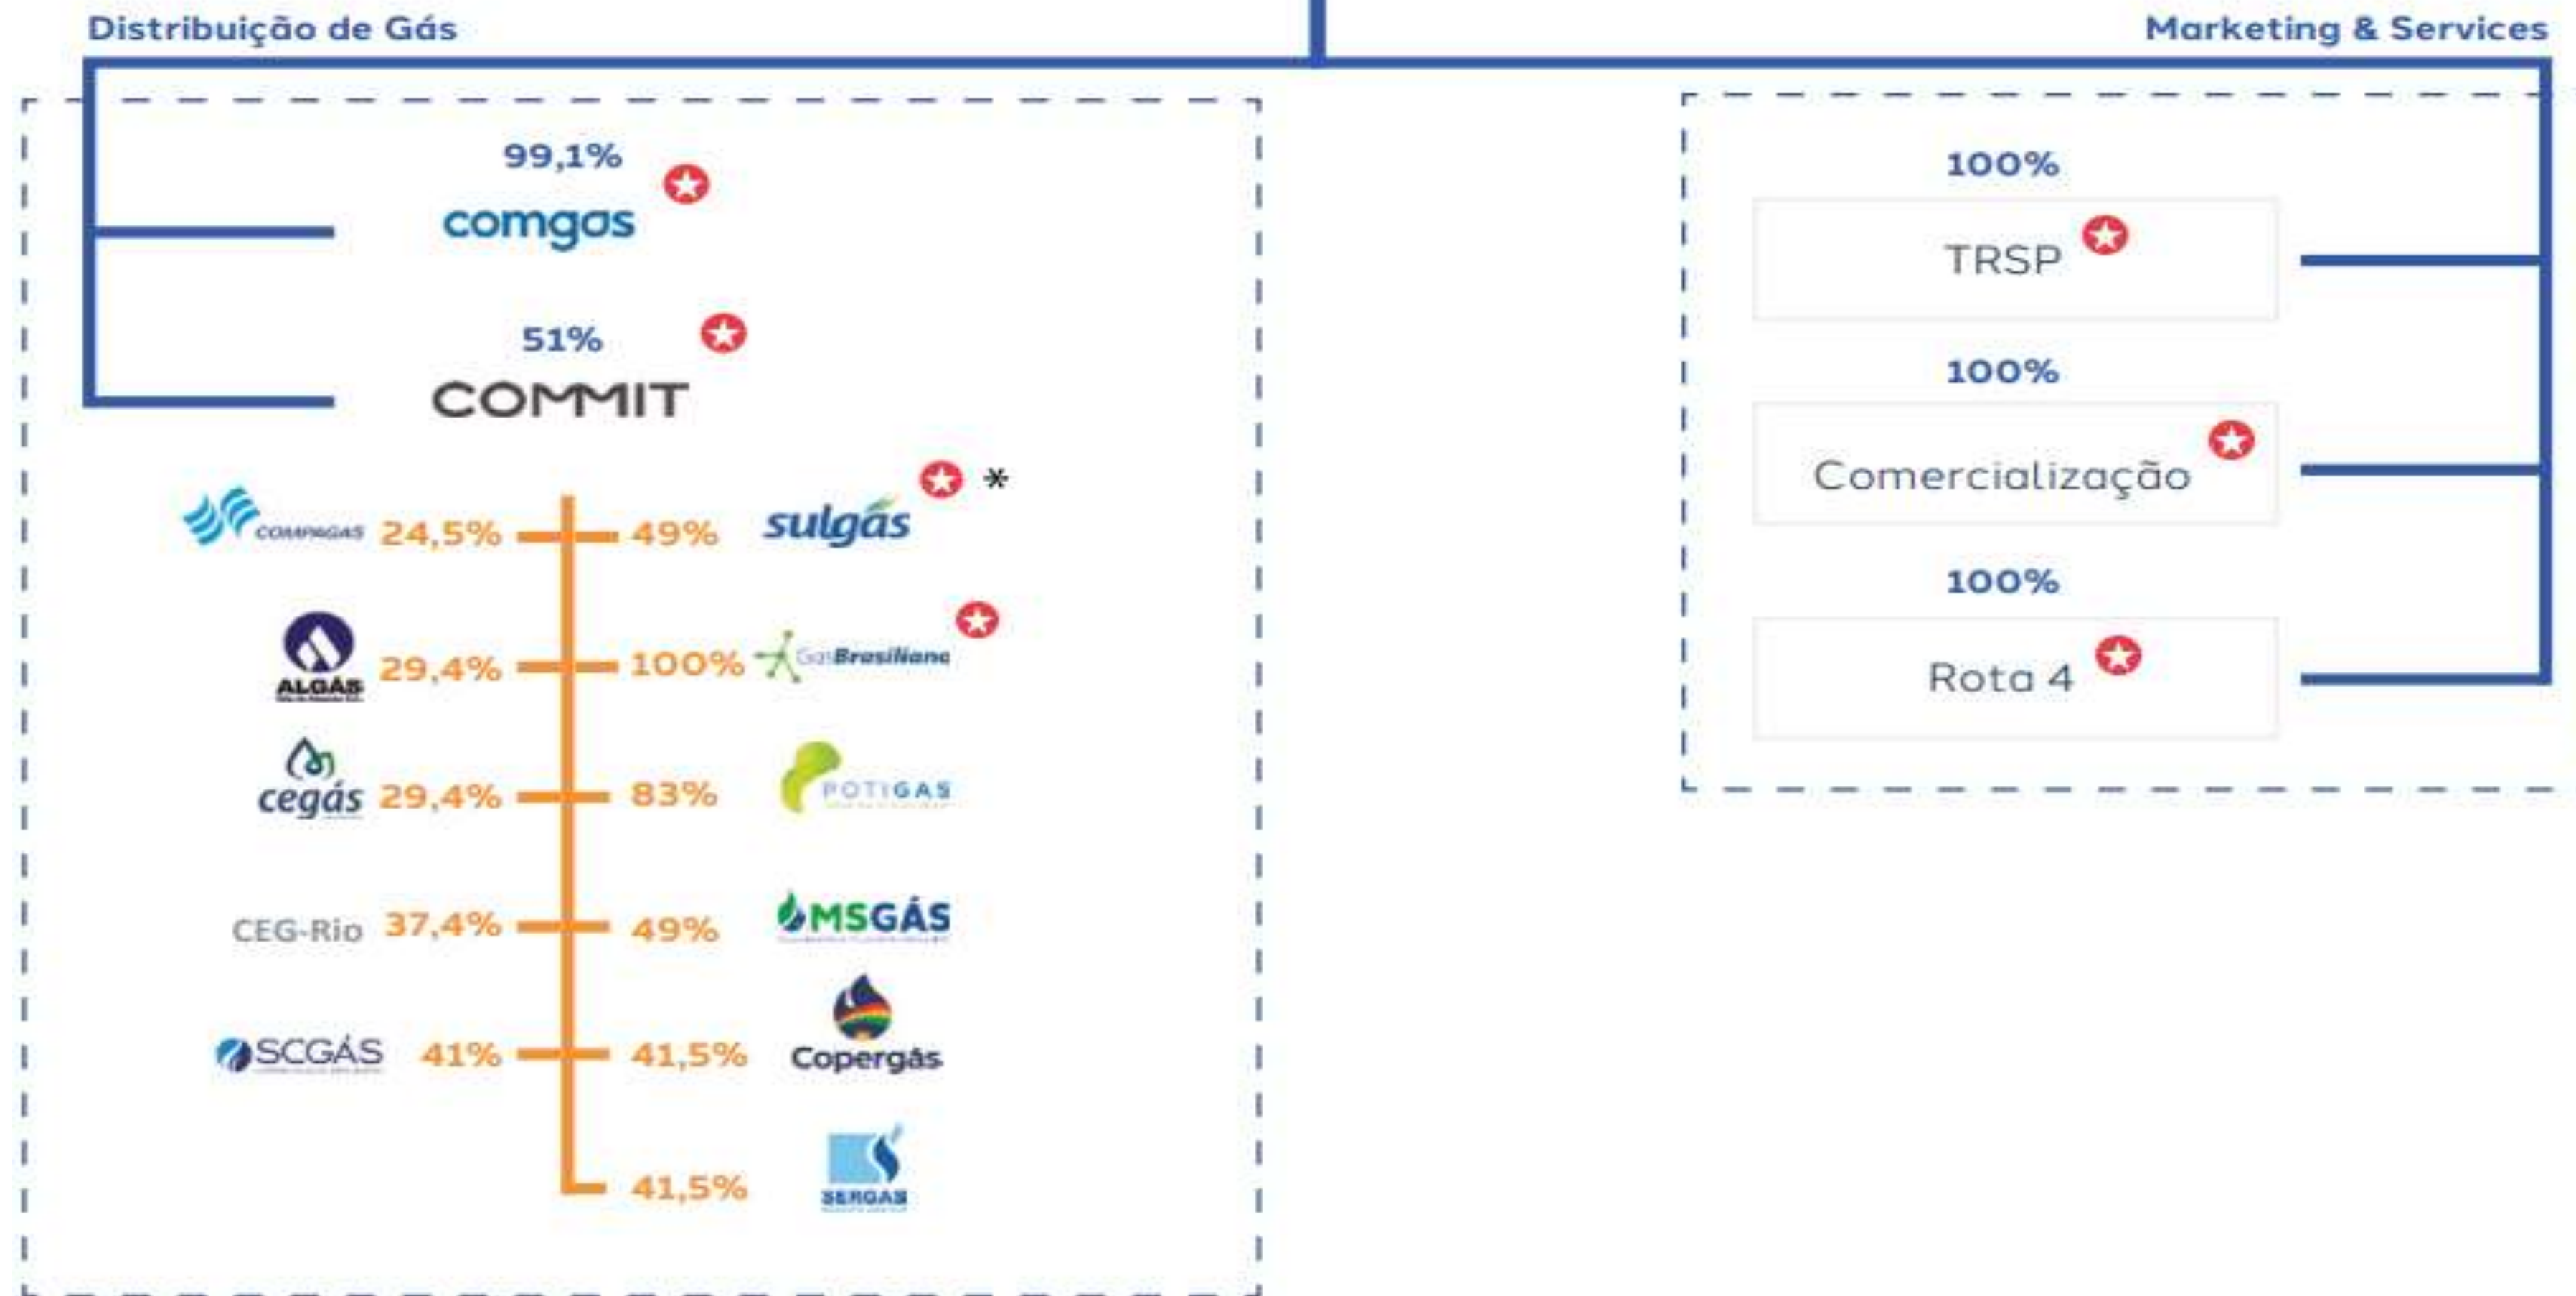 Distribuição de Gás
Marketing & Services
99,1%
comgas
51%
COMMIT
COMPAGAS 24,5% 49% sulgás *
ALGÁS 29,4% 100% GasBrasiliano
cegás 29,4% 83% POTIGAS
CEG-Rio 37,4% 49% MSGÁS
SCGÁS 41% 41,5% Copergás
41,5% SERGAS
100%
TRSP
100%
Comercialização
100%
Rota 4